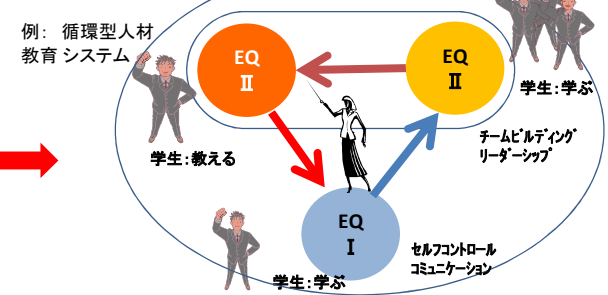 例: 循環型人材
教育 システム
EQ
Ⅱ
EQ
Ⅱ
学生:学ぶ
学生:教える
チームビルディング
リーダーシップ
EQ
Ⅰ
セルフコントロール
コミュニケーション
学生:学ぶ